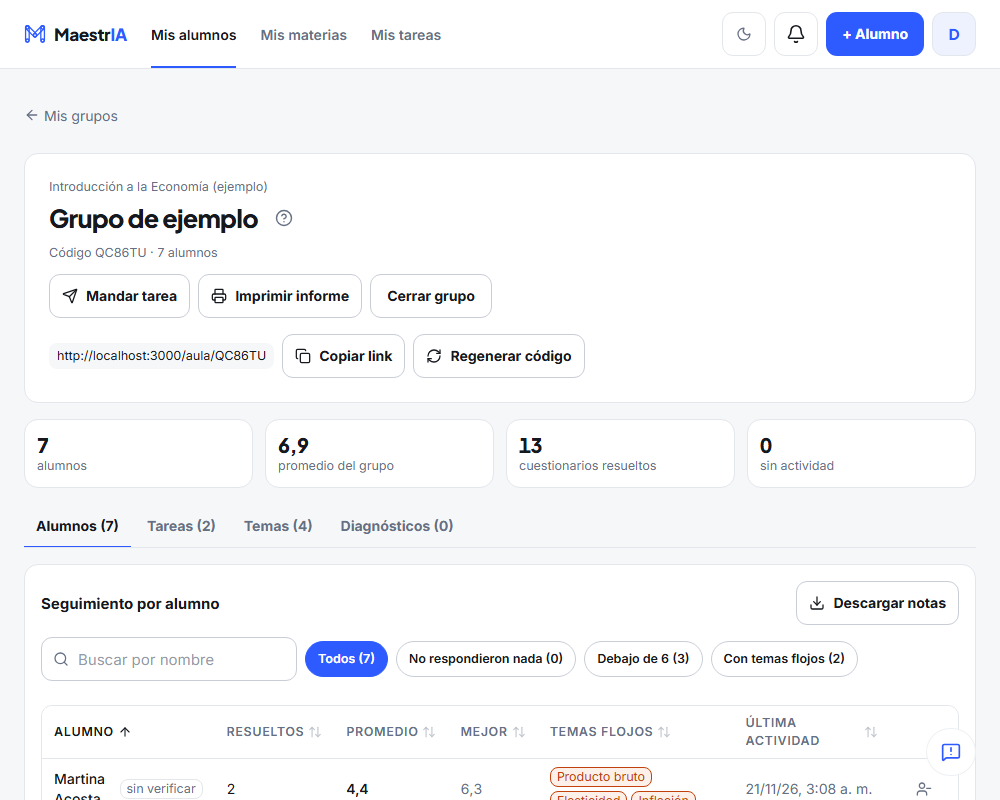 MaestrIA
Mis alumnos
Mis materias
Mis tareas
+ Alumno
D
Mis grupos
Introducción a la Economía (ejemplo)
Grupo de ejemplo
Código QC86TU · 7 alumnos
Mandar tarea
Imprimir informe
Cerrar grupo
http://localhost:3000/aula/QC86TU
Copiar link
Regenerar código
7
alumnos
6,9
promedio del grupo
13
cuestionarios resueltos
0
sin actividad
Alumnos (7)
Tareas (2)
Temas (4)
Diagnósticos (0)
Seguimiento por alumno
Descargar notas
Buscar por nombre
Todos (7)
No respondieron nada (0)
Debajo de 6 (3)
Con temas flojos (2)
ALUMNO
RESUELTOS
PROMEDIO
MEJOR
TEMAS FLOJOS
ÚLTIMA
ACTIVIDAD
Martina
Acosta
sin verificar
2
4,4
6,3
Producto bruto
Elasticidad
Inflación
21/11/26, 3:08 a. m.